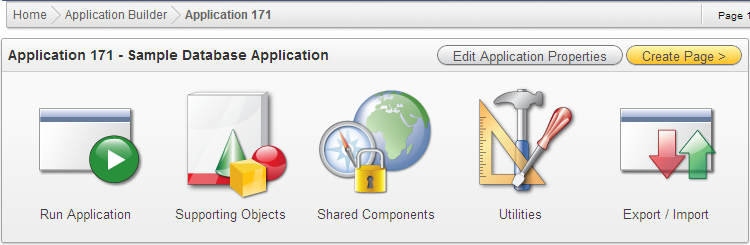 Home Application Builder Application 171 Page 1
Application 171 - Sample Database Application Edit Application Properties Create Page >
Run Application Supporting Objects Shared Components Utilities Export / Import